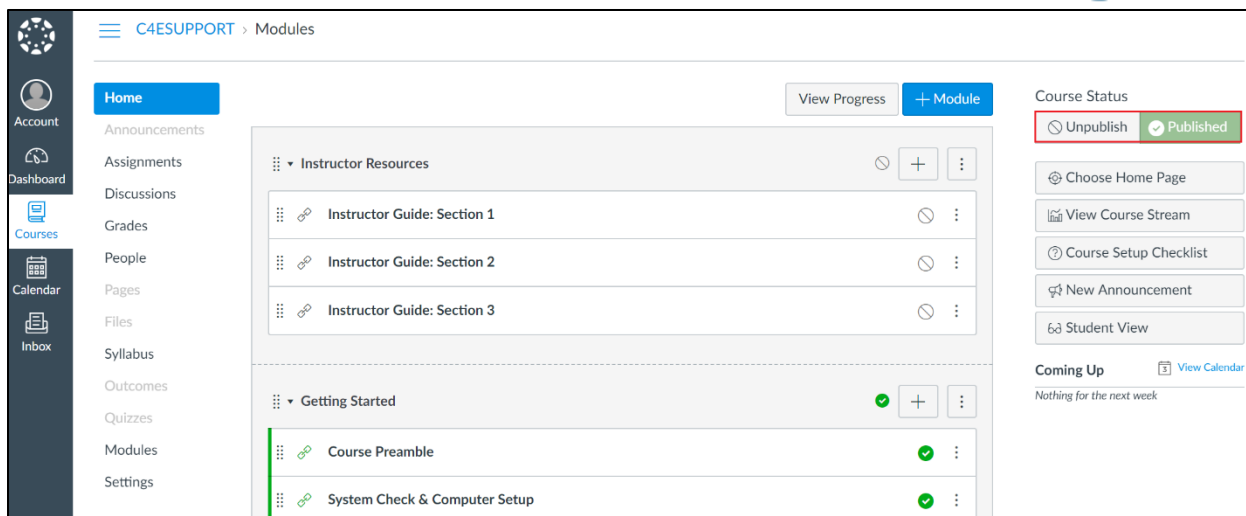 C4ESUPPORT > Modules
Account
Dashboard
Courses
Calendar
Inbox
Home
Announcements
Assignments
Discussions
Grades
People
Pages
Files
Syllabus
Outcomes
Quizzes
Modules
Settings
View Progress
+ Module
Instructor Resources
Instructor Guide: Section 1
Instructor Guide: Section 2
Instructor Guide: Section 3
Getting Started
Course Preamble
System Check & Computer Setup
Course Status
Unpublish Published
Choose Home Page
View Course Stream
Course Setup Checklist
New Announcement
Student View
Coming Up 3 View Calendar
Nothing for the next week